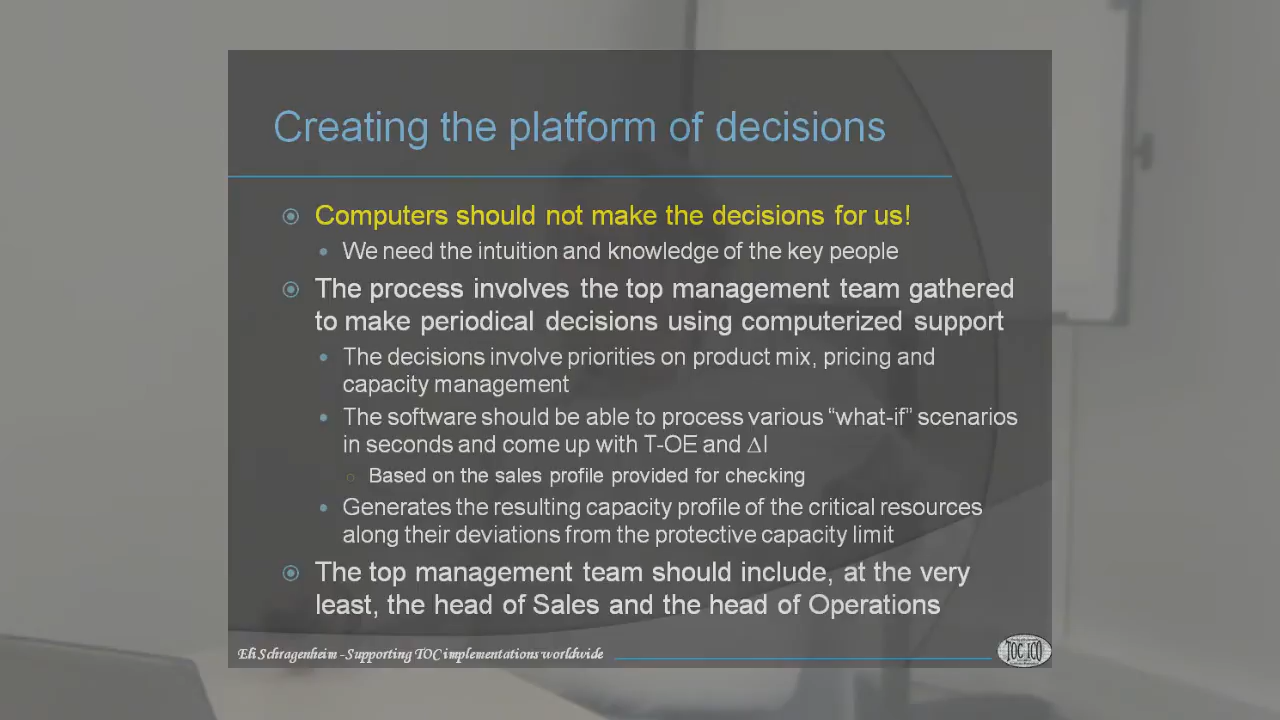 Creating the platform of decisions
Computers should not make the decisions for us!
We need the intuition and knowledge of the key people
The process involves the top management team gathered
to make periodical decisions using computerized support
The decisions involve priorities on product mix, pricing and
capacity management
The software should be able to process various “what-if” scenarios
in seconds and come up with T-OE and ΔI
Based on the sales profile provided for checking
Generates the resulting capacity profile of the critical resources
along their deviations from the protective capacity limit
The top management team should include, at the very
least, the head of Sales and the head of Operations
Eli Schragenheim -Supporting TOC implementations worldwide
TOC ICO